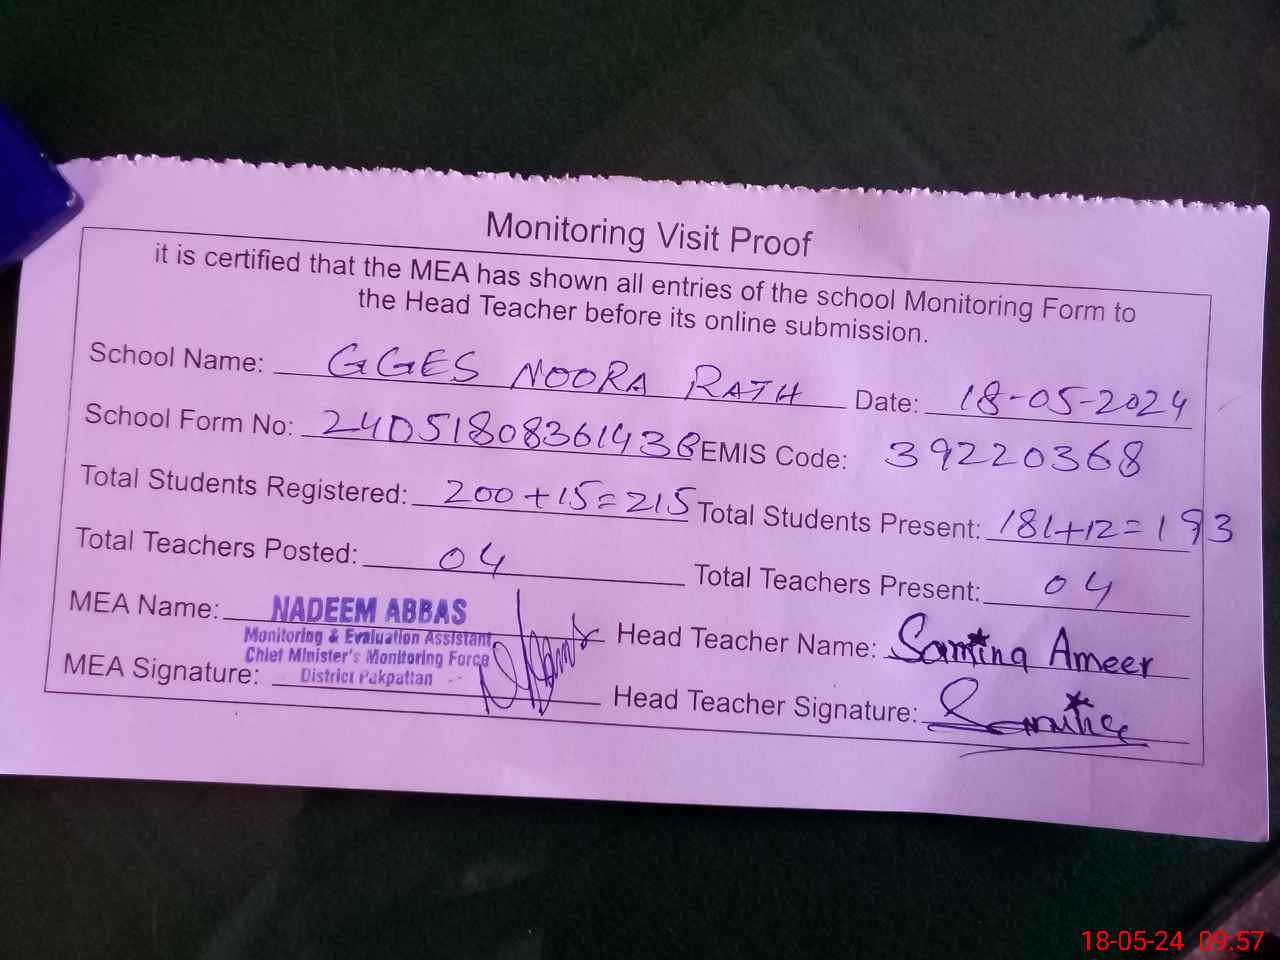 Monitoring Visit Proof
it is certified that the MEA has shown all entries of the school Monitoring Form to
the Head Teacher before its online submission.
School Name: GGES NOORA RATH Date: 18-05-2024
School Form No: EMIS Code: 39220368
Total Students Registered: 200+15=215 Total Students Present: 181+12=193
Total Teachers Posted: 04 Total Teachers Present: 04
MEA Name: NADEEM ABBAS Head Teacher Name: Samina Ameer
Monitoring & Evaluation Assistant
Chief Minister's Monitoring Force
District Pakpattan
MEA Signature: Head Teacher Signature:
18-05-24 09:57